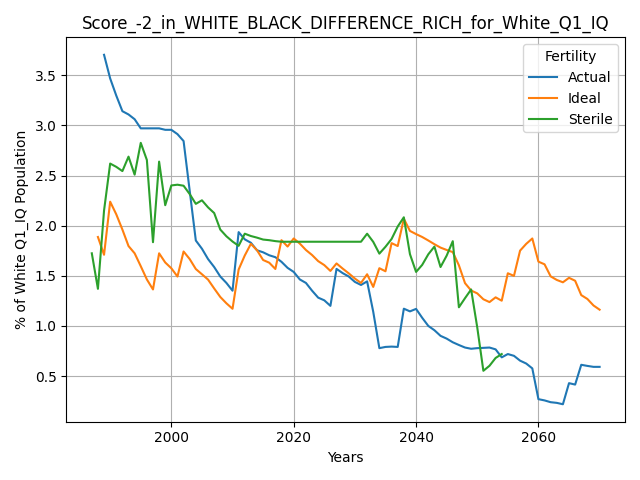 Score_-2_in_WHITE_BLACK_DIFFERENCE_RICH_for_White_Q1_IQ
Fertility
Actual
Ideal
Sterile
% of White Q1_IQ Population
3.5
3.0
2.5
2.0
1.5
1.0
0.5
2000
2020
2040
2060
Years